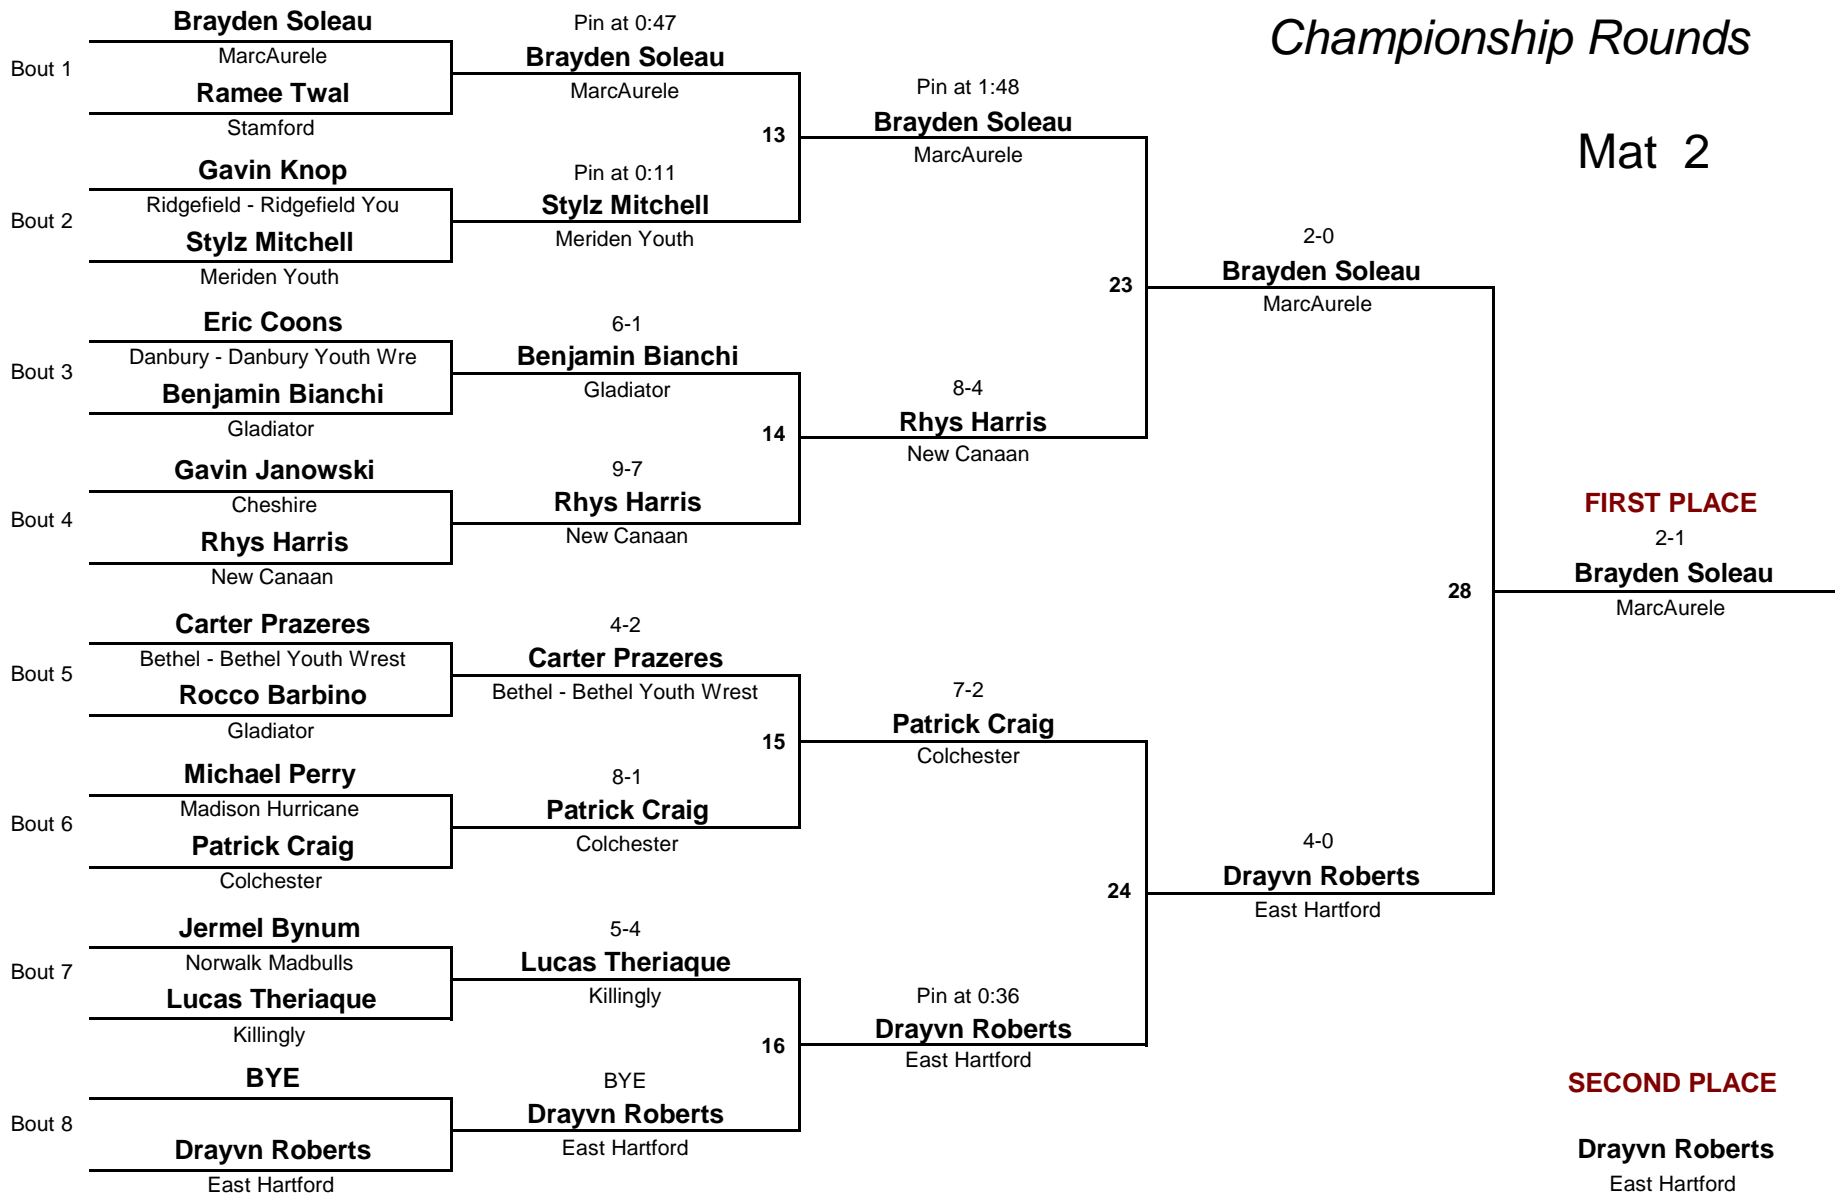 Championship Rounds
Mat 2
Bout 1
Brayden Soleau
MarcAurele
Ramee Twal
Stamford
Bout 2
Gavin Knop
Ridgefield - Ridgefield You
Stylz Mitchell
Meriden Youth
Bout 3
Eric Coons
Danbury - Danbury Youth Wre
Benjamin Bianchi
Gladiator
Bout 4
Gavin Janowski
Cheshire
Rhys Harris
New Canaan
Bout 5
Carter Prazeres
Bethel - Bethel Youth Wrest
Rocco Barbino
Gladiator
Bout 6
Michael Perry
Madison Hurricane
Patrick Craig
Colchester
Bout 7
Jermel Bynum
Norwalk Madbulls
Lucas Theriaque
Killingly
Bout 8
BYE
Drayvn Roberts
East Hartford
Pin at 0:47
Brayden Soleau
MarcAurele
13
Pin at 0:11
Stylz Mitchell
Meriden Youth
6-1
Benjamin Bianchi
Gladiator
14
9-7
Rhys Harris
New Canaan
4-2
Carter Prazeres
Bethel - Bethel Youth Wrest
15
8-1
Patrick Craig
Colchester
5-4
Lucas Theriaque
Killingly
16
BYE
Drayvn Roberts
East Hartford
Pin at 1:48
Brayden Soleau
MarcAurele
23
8-4
Rhys Harris
New Canaan
7-2
Patrick Craig
Colchester
24
Pin at 0:36
Drayvn Roberts
East Hartford
2-0
Brayden Soleau
MarcAurele
28
4-0
Drayvn Roberts
East Hartford
FIRST PLACE
2-1
Brayden Soleau
MarcAurele
SECOND PLACE
Drayvn Roberts
East Hartford